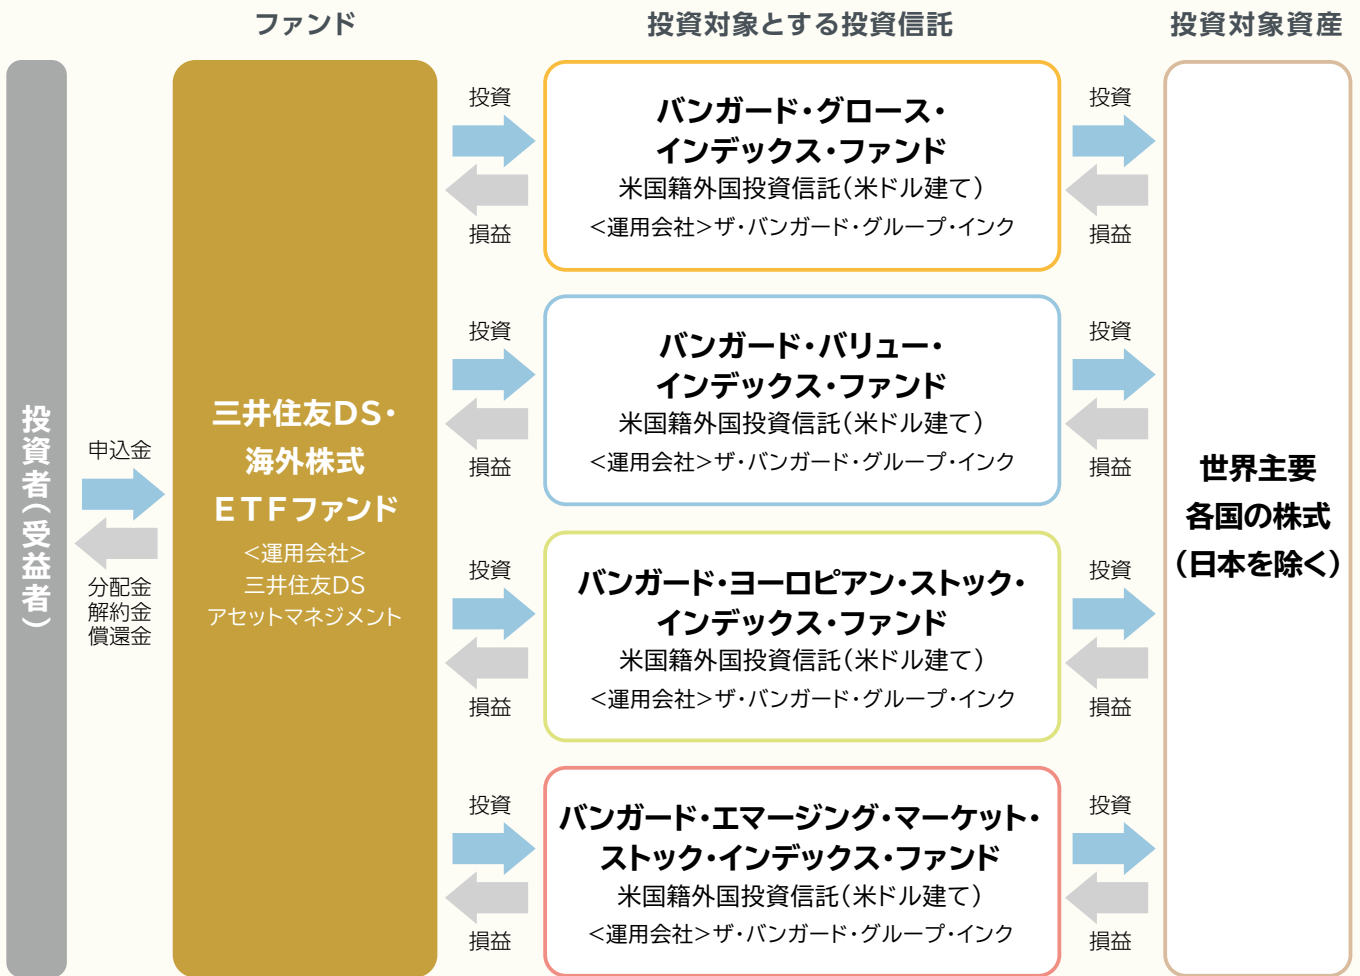 ファンド
投資対象とする投資信託
投資対象資産
投資者(受益者)
申込金
分配金
解約金
償還金
三井住友DS・
海外株式
ETFファンド
<運用会社>
三井住友DS
アセットマネジメント
投資
損益
バンガード・グロース・
インデックス・ファンド
米国籍外国投資信託(米ドル建て)
<運用会社>ザ・バンガード・グループ・インク
投資
損益
投資
損益
バンガード・バリュー・
インデックス・ファンド
米国籍外国投資信託(米ドル建て)
<運用会社>ザ・バンガード・グループ・インク
投資
損益
投資
損益
バンガード・ヨーロピアン・ストック・
インデックス・ファンド
米国籍外国投資信託(米ドル建て)
<運用会社>ザ・バンガード・グループ・インク
投資
損益
投資
損益
バンガード・エマージング・マーケット・
ストック・インデックス・ファンド
米国籍外国投資信託(米ドル建て)
<運用会社>ザ・バンガード・グループ・インク
投資
損益
世界主要
各国の株式
(日本を除く)